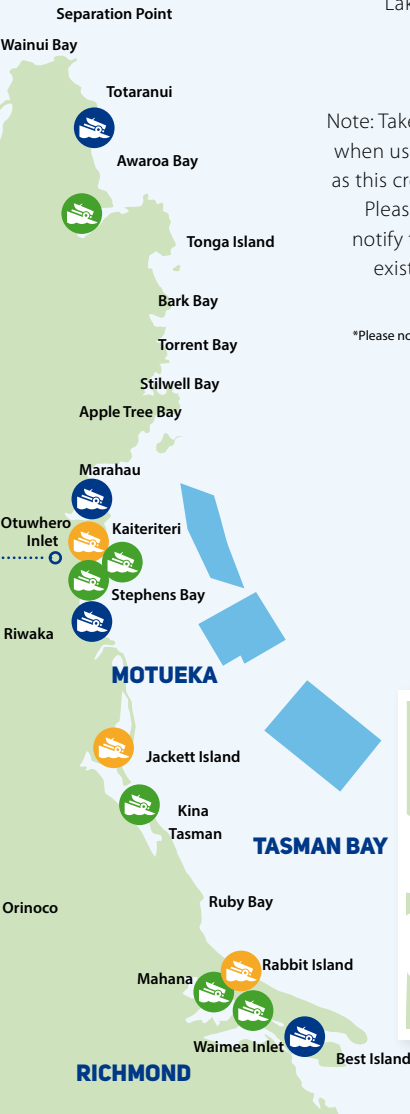 Separation Point
Wainui Bay
Lak
Totaranui
Note: Take
when us
as this cr
Pleas
notify
exist
Awaroa Bay
Tonga Island
Bark Bay
*Please no
Torrent Bay
Stilwell Bay
Apple Tree Bay
Marahau
Otuwhero
Inlet
Kaiteriteri
Stephens Bay
Riwaka
MOTUEKA
Jackett Island
Kina
Tasman
TASMAN BAY
Orinoco
Ruby Bay
Rabbit Island
Mahana
Waimea Inlet
Best Island
RICHMOND